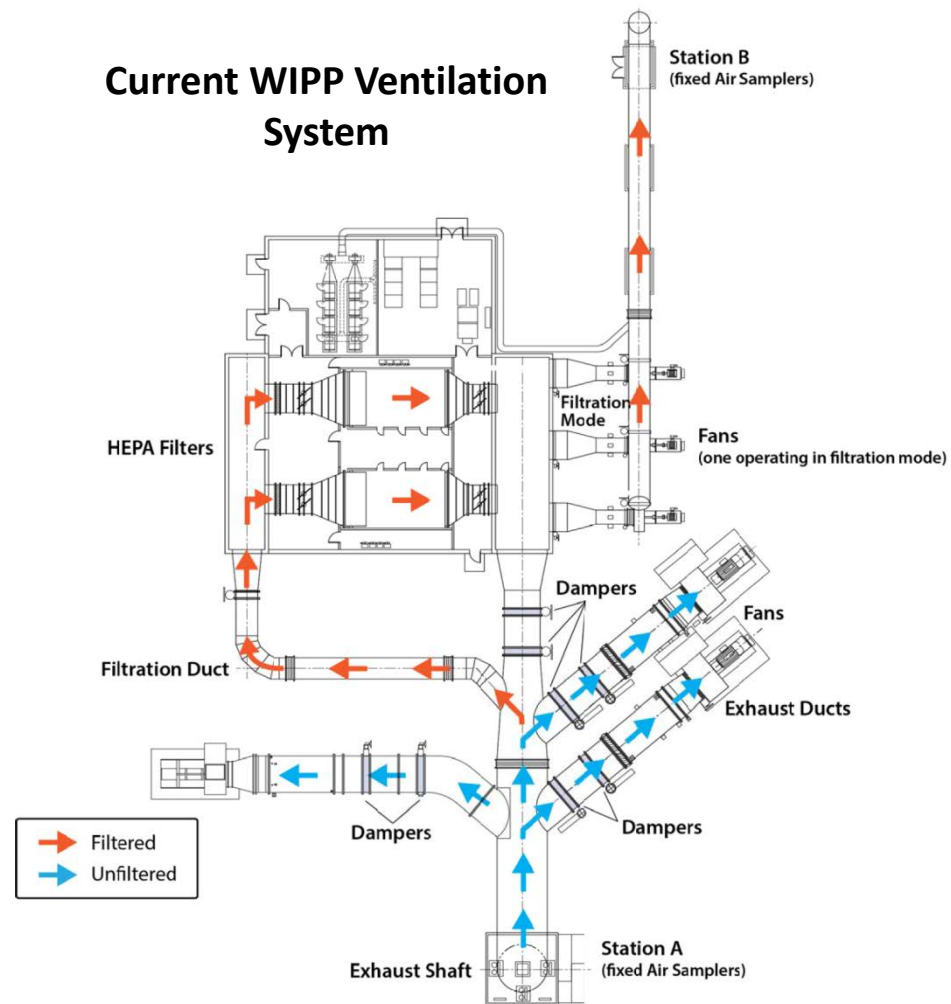 Current WIPP Ventilation
System
Station B
(fixed Air Samplers)
HEPA Filters
Filtration
Mode
Fans
(one operating in filtration mode)
Dampers
Fans
Filtration Duct
Exhaust Ducts
Dampers
Dampers
Filtered
Unfiltered
Exhaust Shaft
Station A
(fixed Air Samplers)